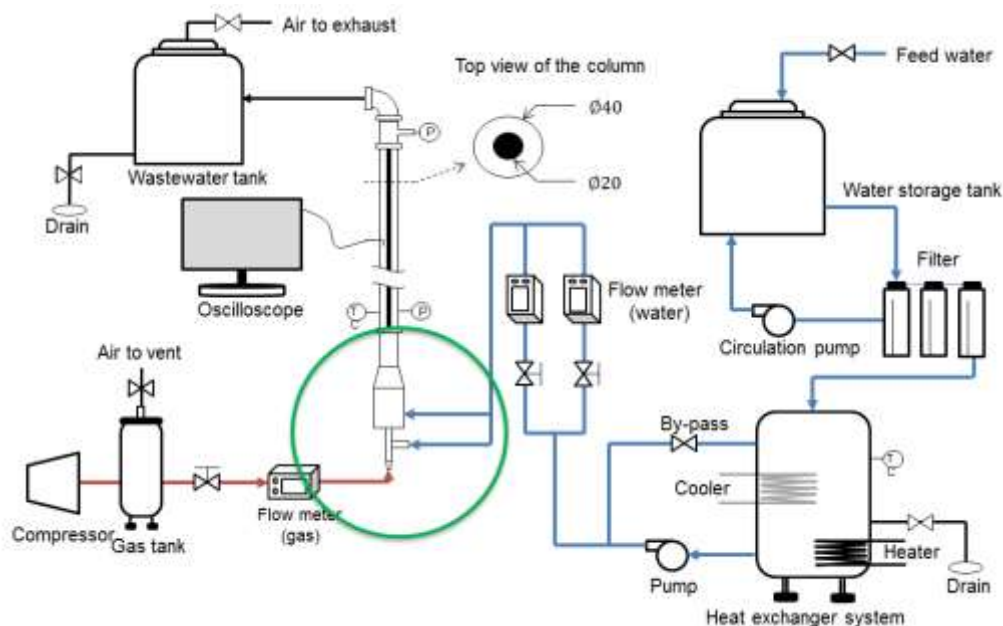 Air to exhaust
Feed water
Top view of the column
Ø40
P
Wastewater tank
Ø20
Water storage tank
Drain
Filter
Flow meter
(water)
Oscilloscope
T
P
Circulation pump
Air to vent
By-pass
T
Cooler
Compressor
Flow meter
(gas)
Gas tank
Heater
Pump
Drain
Heat exchanger system